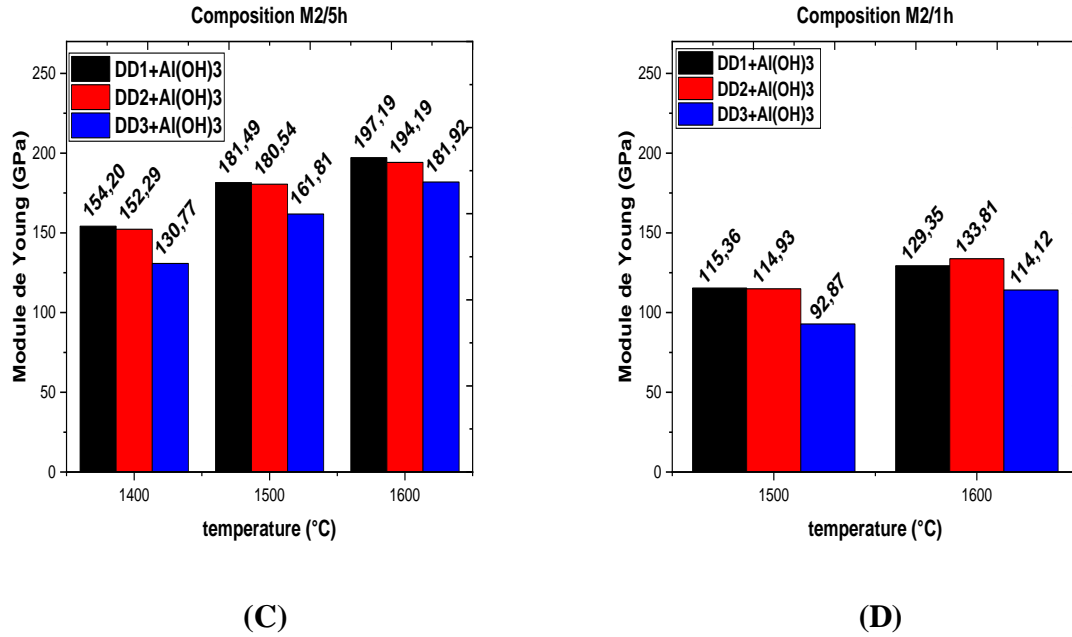 Composition M2/5h
DD1+Al(OH)3
DD2+Al(OH)3
DD3+Al(OH)3
Module de Young (GPa)
250
200
150
100
50
0
154,20
152,29
130,77
181,49
180,54
161,81
197,19
194,19
181,92
1400
1500
1600
temperature (°C)
(C)
Composition M2/1h
DD1+Al(OH)3
DD2+Al(OH)3
DD3+Al(OH)3
Module de Young (GPa)
250
200
150
100
50
0
115,36
114,93
92,87
129,35
133,81
114,12
1500
1600
temperature (°C)
(D)